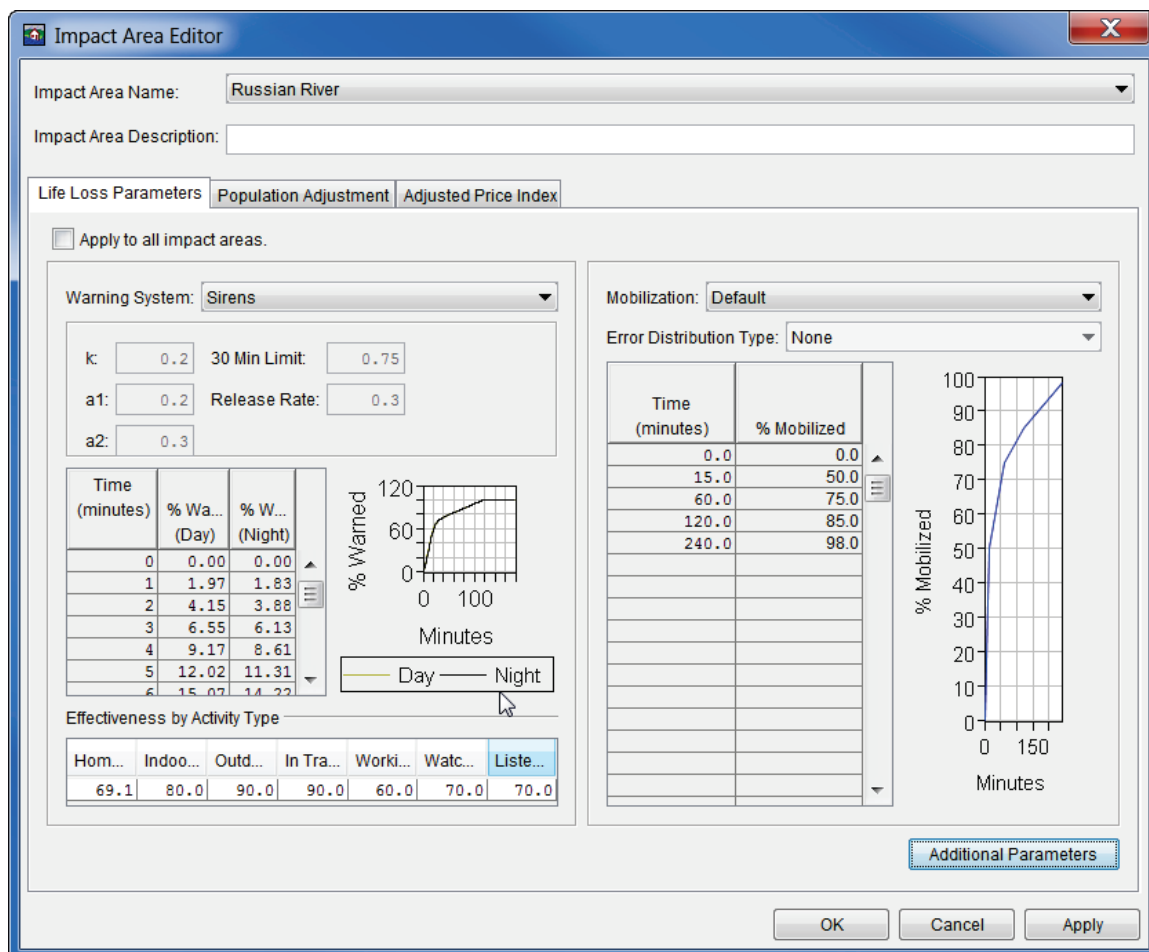 Impact Area Editor
Impact Area Name: Russian River
Impact Area Description:
Life Loss Parameters Population Adjustment Adjusted Price Index
Apply to all impact areas.
Warning System: Sirens
k: 0.2 30 Min Limit: 0.75
a1: 0.2 Release Rate: 0.3
a2: 0.3
Time (minutes) % Wa... (Day) % W... (Night)
0 0.00 0.00
1 1.97 1.83
2 4.15 3.88
3 6.55 6.13
4 9.17 8.61
5 12.02 11.31
6 15.07 14.22
% Warned
120
60
0
0 100
Minutes
Day Night
Effectiveness by Activity Type
Hom... Indoo... Outd... In Tra... Worki... Watc... Liste...
69.1 80.0 90.0 90.0 60.0 70.0 70.0
Mobilization: Default
Error Distribution Type: None
Time (minutes) % Mobilized
0.0 0.0
15.0 50.0
60.0 75.0
120.0 85.0
240.0 98.0
% Mobilized
100
90
80
70
60
50
40
30
20
10
0
0 150
Minutes
Additional Parameters
OK Cancel Apply